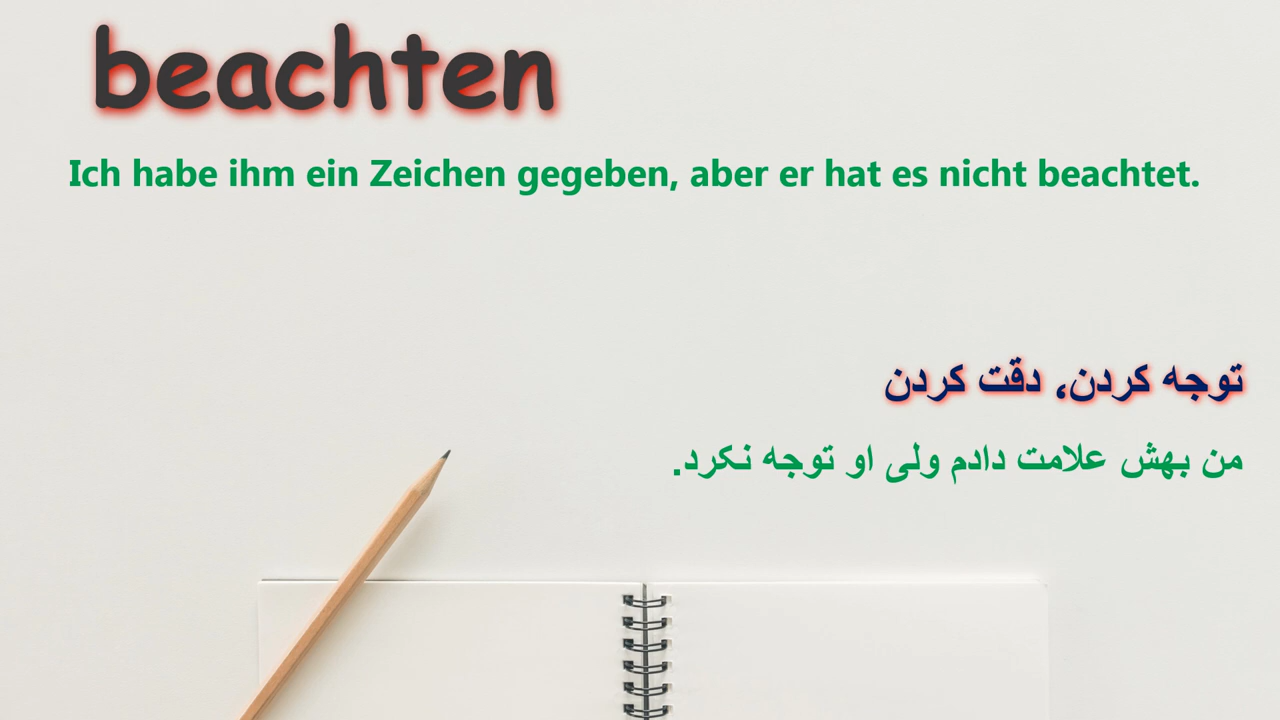 beachten
Ich habe ihm ein Zeichen gegeben, aber er hat es nicht beachtet.
توجه کردن، دقت کردن
من بهش علامت دادم ولی او توجه نکرد.